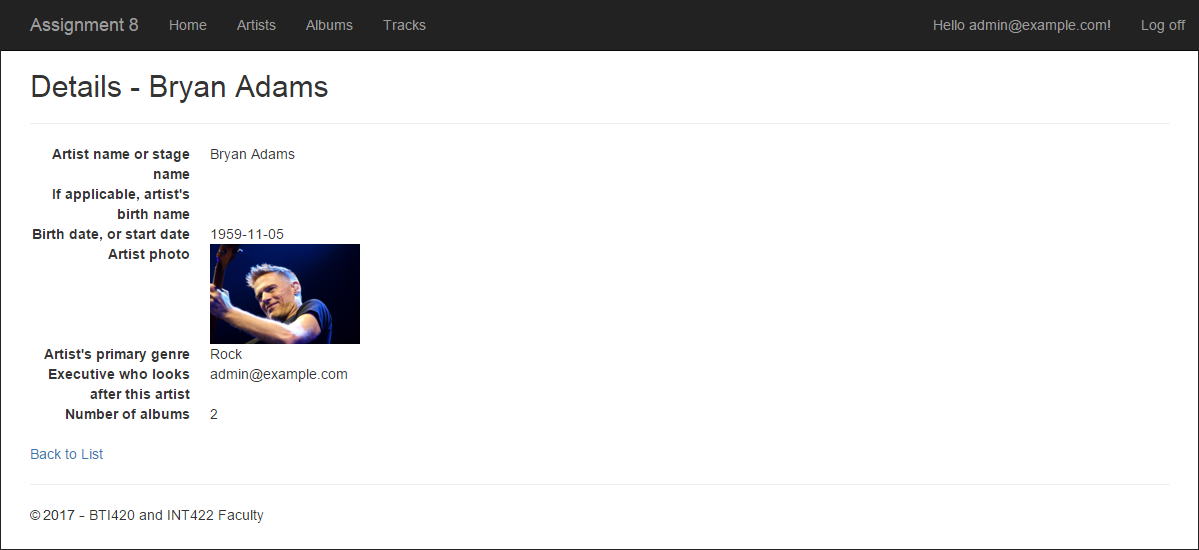 Assignment 8 Home Artists Albums Tracks Hello admin@example.com! Log off
Details - Bryan Adams
Artist name or stage name Bryan Adams
If applicable, artist's birth name
Birth date, or start date 1959-11-05
Artist photo
Artist's primary genre Rock
Executive who looks after this artist admin@example.com
Number of albums 2
Back to List
© 2017 - BTI420 and INT422 Faculty